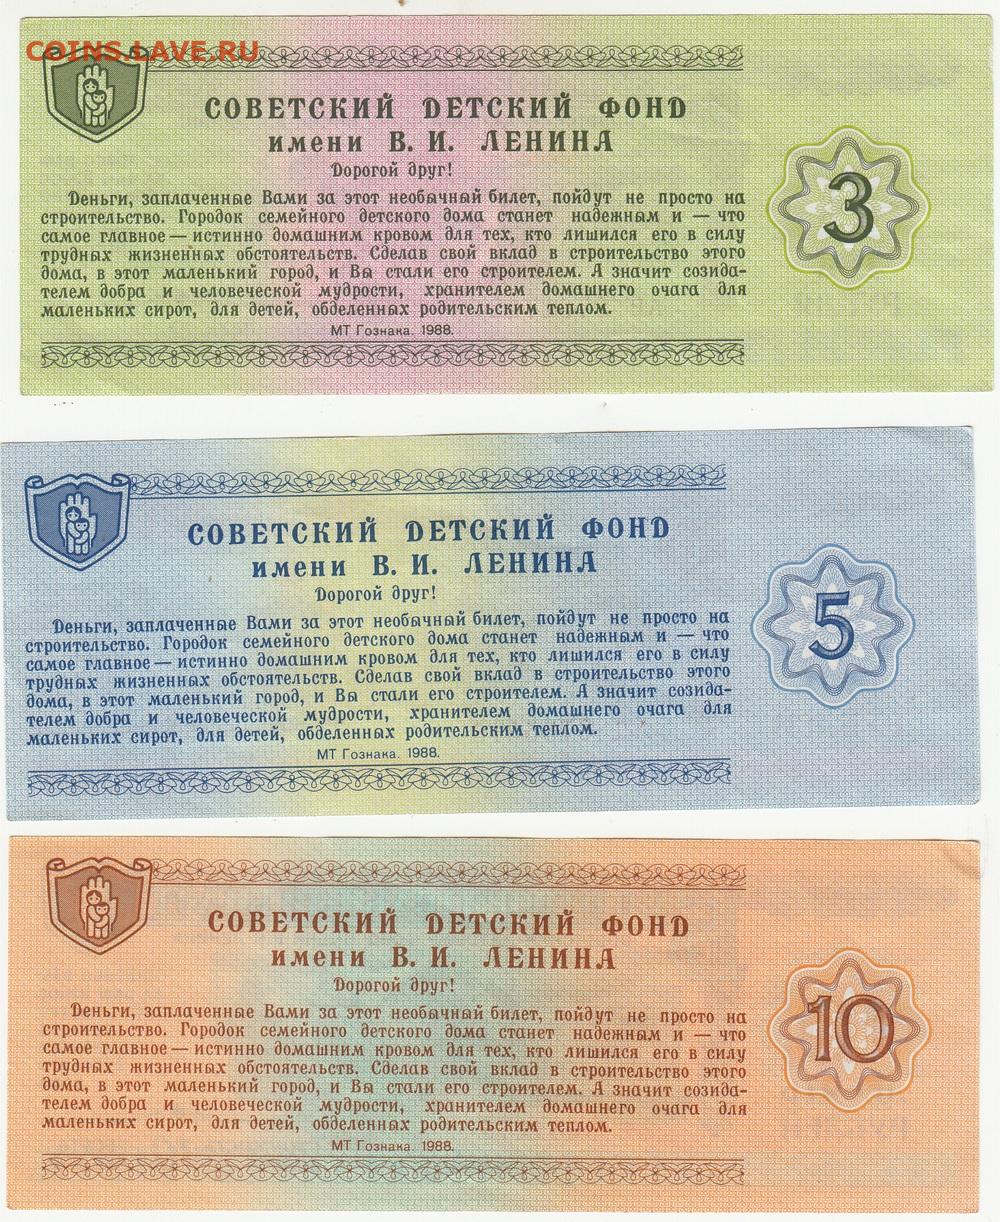 COINS.LAVE.RU
СОВЕТСКИЙ ДЕТСКИЙ ФОНД
имени В. И. ЛЕНИНА
Дорогой друг!
Деньги, заплаченные Вами за этот необычный билет, пойдут не просто на
строительство. Городок семейного детского дома станет надежным и — что
самое главное — истинно домашним кровом для тех, кто лишился его в силу
трудных жизненных обстоятельств. Сделав свой вклад в строительство этого
дома, в этот маленький город, и Вы стали его строителем. А значит созида-
телем добра и человеческой мудрости, хранителем домашнего очага для
маленьких сирот, для детей, обделенных родительским теплом.
МТ Гознака. 1988.
3
СОВЕТСКИЙ ДЕТСКИЙ ФОНД
имени В. И. ЛЕНИНА
Дорогой друг!
Деньги, заплаченные Вами за этот необычный билет, пойдут не просто на
строительство. Городок семейного детского дома станет надежным и — что
самое главное — истинно домашним кровом для тех, кто лишился его в силу
трудных жизненных обстоятельств. Сделав свой вклад в строительство этого
дома, в этот маленький город, и Вы стали его строителем. А значит созида-
телем добра и человеческой мудрости, хранителем домашнего очага для
маленьких сирот, для детей, обделенных родительским теплом.
МТ Гознака. 1988.
5
СОВЕТСКИЙ ДЕТСКИЙ ФОНД
имени В. И. ЛЕНИНА
Дорогой друг!
Деньги, заплаченные Вами за этот необычный билет, пойдут не просто на
строительство. Городок семейного детского дома станет надежным и — что
самое главное — истинно домашним кровом для тех, кто лишился его в силу
трудных жизненных обстоятельств. Сделав свой вклад в строительство этого
дома, в этот маленький город, и Вы стали его строителем. А значит созида-
телем добра и человеческой мудрости, хранителем домашнего очага для
маленьких сирот, для детей, обделенных родительским теплом.
МТ Гознака. 1988.
10